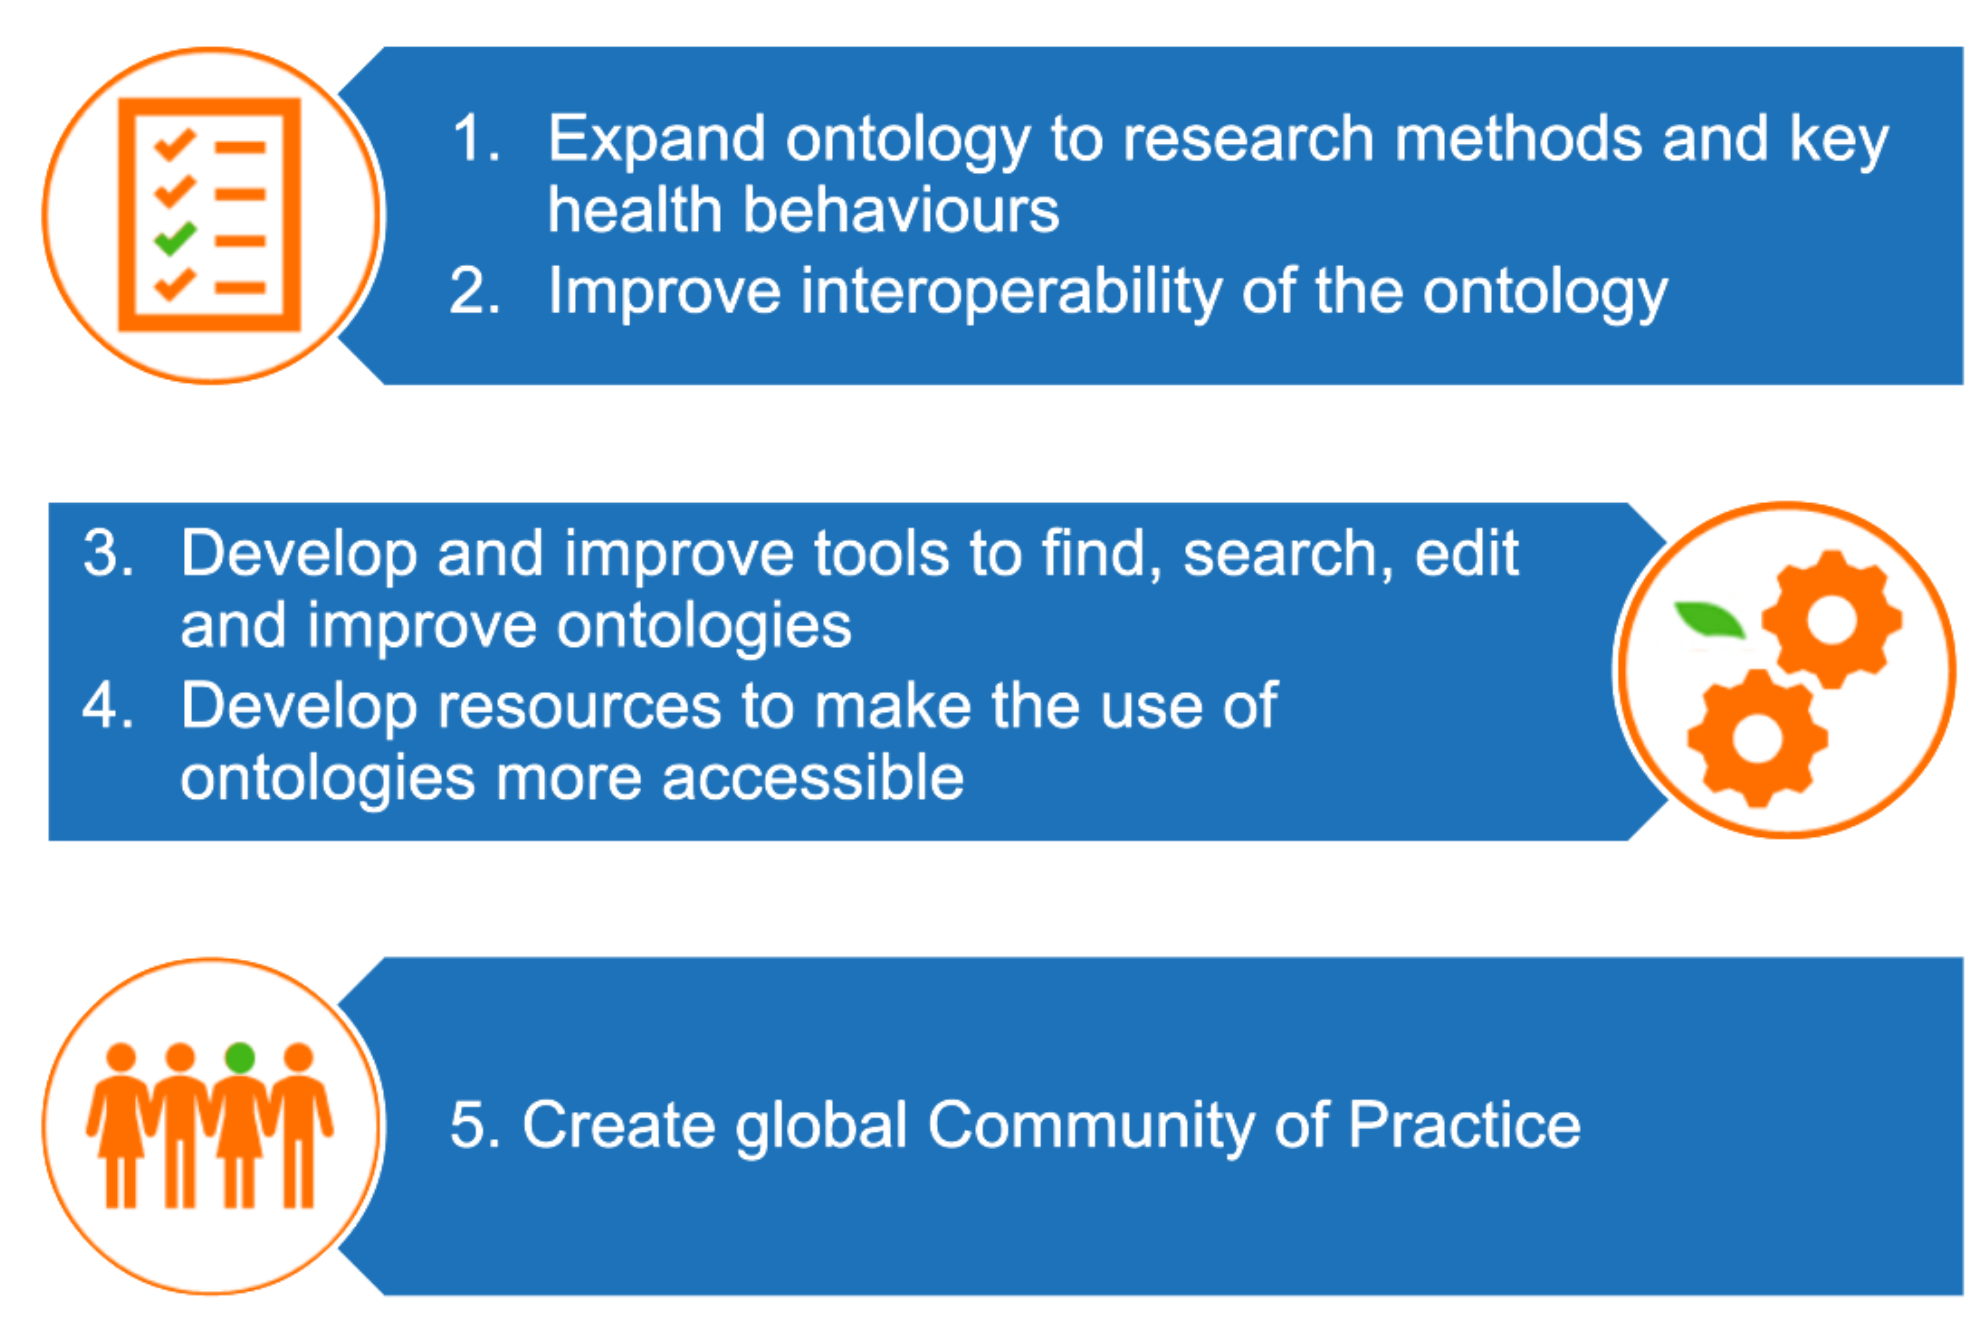 1. Expand ontology to research methods and key
health behaviours
2. Improve interoperability of the ontology
3. Develop and improve tools to find, search, edit
and improve ontologies
4. Develop resources to make the use of
ontologies more accessible
5. Create global Community of Practice